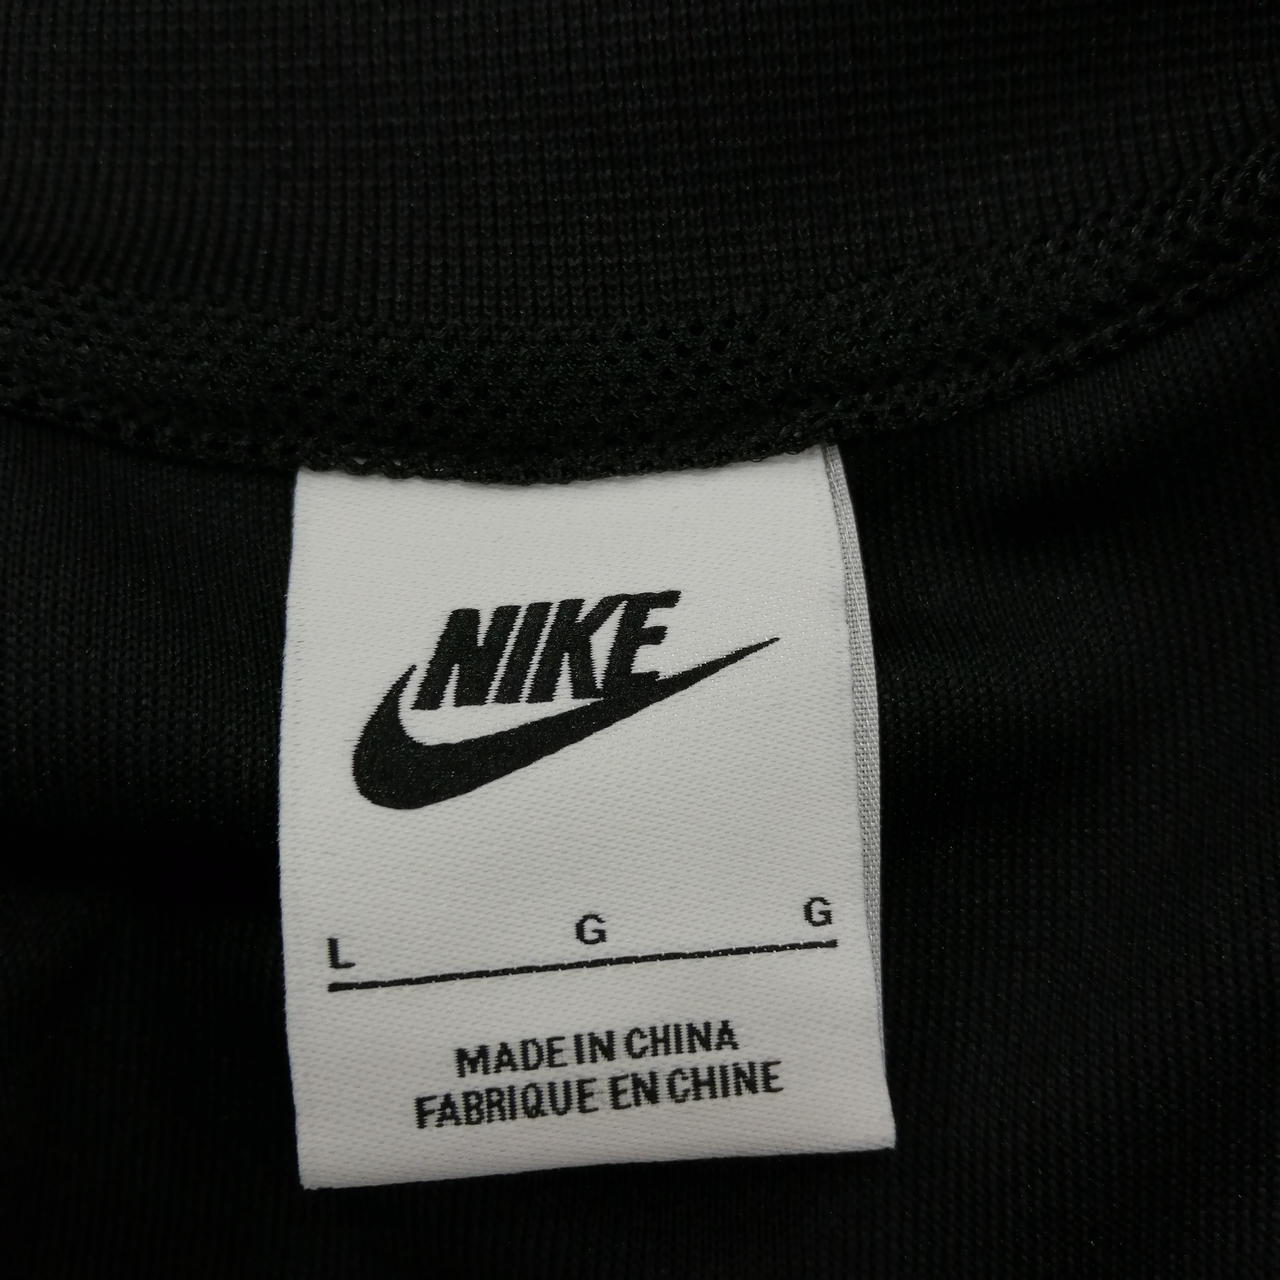 NIKE
L G G
MADE IN CHINA
FABRIQUE EN CHINE